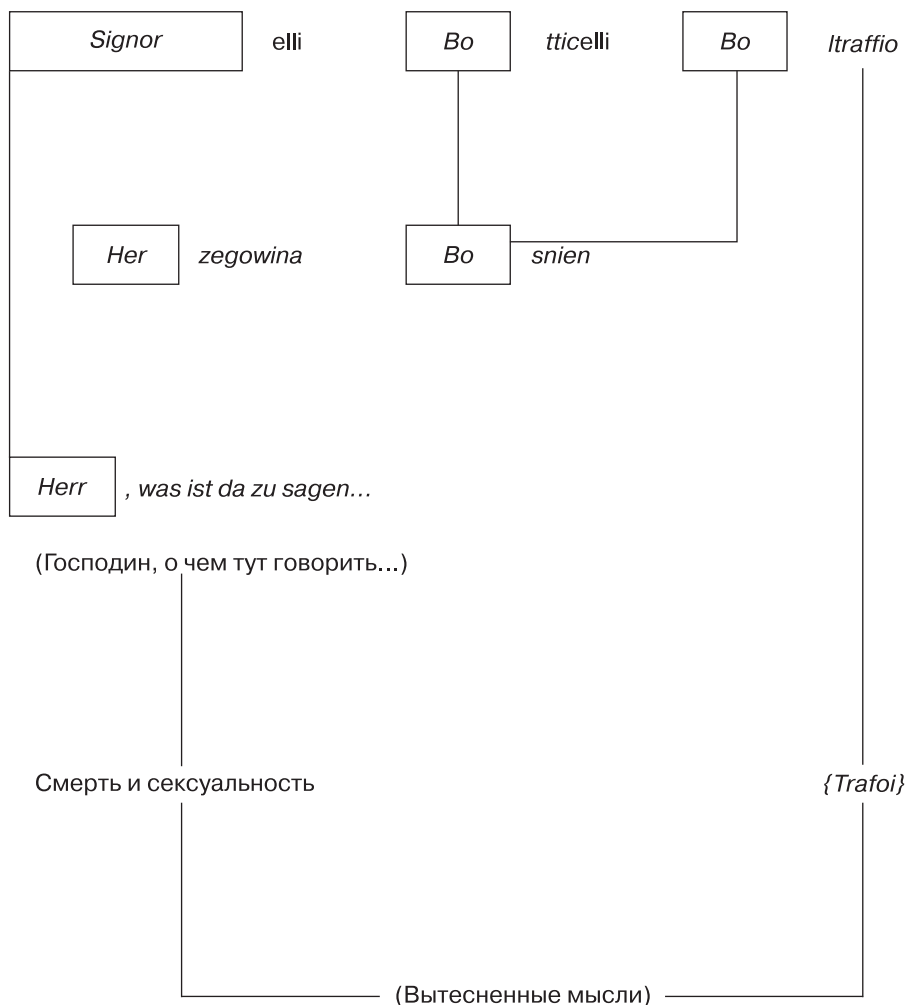 Signor elli Bo tticelli Bo ltraffio
Her zegowina Bo snien
Herr , was ist da zu sagen...
(Господин, о чем тут говорить...)
Смерть и сексуальность {Trafoi}
(Вытесненные мысли)